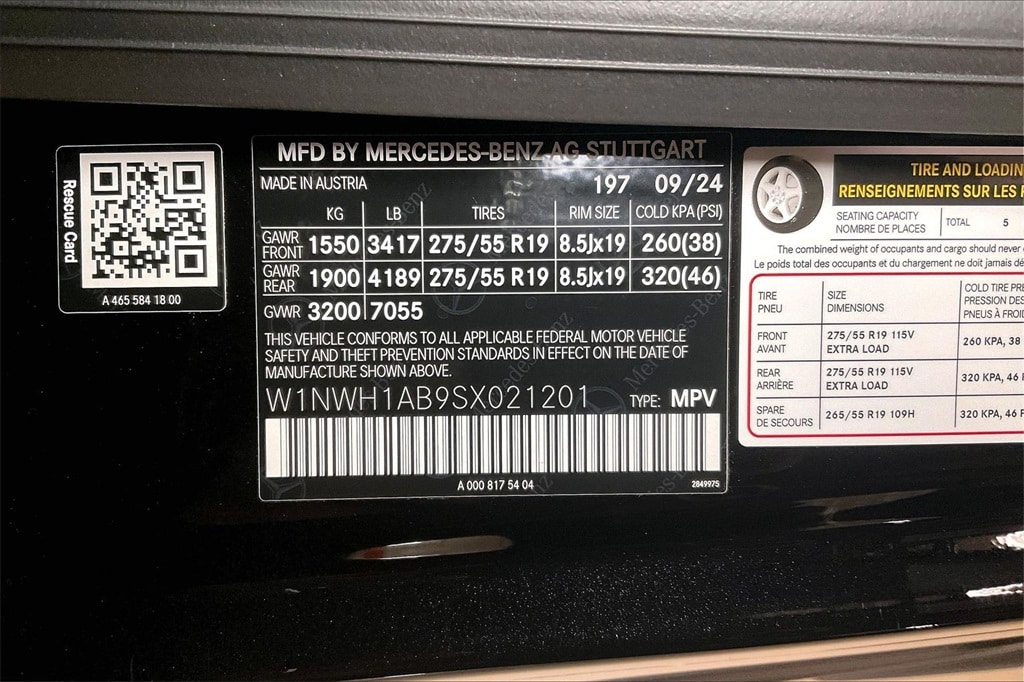 Rescue Card
A 465 584 18 00
MFD BY MERCEDES-BENZ AG STUTTGART
MADE IN AUSTRIA 197 09/24
KG LB TIRES RIM SIZE COLD KPA (PSI)
GAWR FRONT 1550 3417 275/55 R19 8.5Jx19 260(38)
GAWR REAR 1900 4189 275/55 R19 8.5Jx19 320(46)
GVWR 3200 7055
THIS VEHICLE CONFORMS TO ALL APPLICABLE FEDERAL MOTOR VEHICLE
SAFETY AND THEFT PREVENTION STANDARDS IN EFFECT ON THE DATE OF
MANUFACTURE SHOWN ABOVE.
W1NWH1AB9SX021201 TYPE: MPV
A 000 817 54 04 2849975
TIRE AND LOADIN
RENSEIGNEMENTS SUR LES
SEATING CAPACITY
NOMBRE DE PLACES
TOTAL 5
The combined weight of occupants and cargo should never
Le poids total des occupants et du chargement ne doit jamais
TIRE
PNEU
SIZE
DIMENSIONS
COLD TIRE PRE
PRESSION DES
PNEUS À FROI
FRONT
AVANT
275/55 R19 115V
EXTRA LOAD
260 KPA, 38
REAR
ARRIÈRE
275/55 R19 115V
EXTRA LOAD
320 KPA, 46
SPARE
DE SECOURS
265/55 R19 109H
320 KPA, 46
Mercedes-Benz